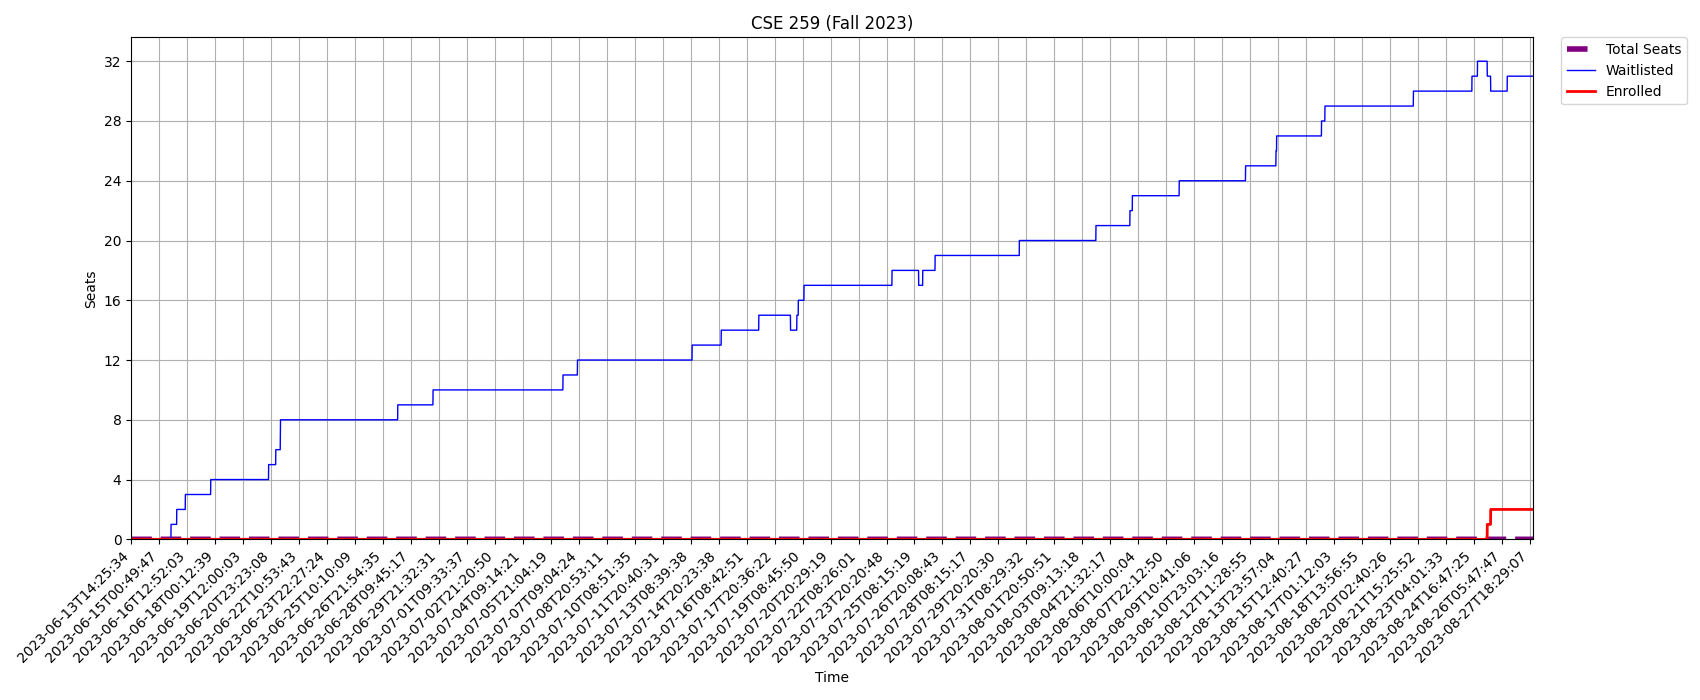 CSE 259 (Fall 2023)
Total Seats
Waitlisted
Enrolled
32
28
24
20
16
12
8
4
0
Seats
2023-06-13T14:25:34
2023-06-15T00:49:47
2023-06-16T12:52:03
2023-06-18T00:12:39
2023-06-19T12:00:03
2023-06-20T23:23:08
2023-06-22T10:53:43
2023-06-23T22:27:24
2023-06-25T10:10:09
2023-06-26T21:54:35
2023-06-28T09:45:17
2023-06-29T21:32:31
2023-07-01T09:33:37
2023-07-02T21:20:50
2023-07-04T09:14:21
2023-07-05T21:04:19
2023-07-07T09:04:24
2023-07-08T20:53:11
2023-07-10T08:51:35
2023-07-11T20:40:31
2023-07-13T08:39:38
2023-07-14T20:23:38
2023-07-16T08:42:51
2023-07-17T20:36:22
2023-07-19T08:45:50
2023-07-20T20:29:19
2023-07-22T08:26:01
2023-07-23T20:20:48
2023-07-25T08:15:19
2023-07-26T20:08:43
2023-07-28T08:15:17
2023-07-29T20:20:30
2023-07-31T08:29:32
2023-08-01T20:50:51
2023-08-03T09:13:18
2023-08-04T21:32:17
2023-08-06T10:00:04
2023-08-07T22:12:50
2023-08-09T10:41:06
2023-08-10T23:03:16
2023-08-12T11:28:55
2023-08-13T23:57:04
2023-08-15T12:40:27
2023-08-17T01:12:03
2023-08-18T13:56:55
2023-08-20T02:40:26
2023-08-21T15:25:52
2023-08-23T04:01:33
2023-08-24T16:47:25
2023-08-26T05:47:47
2023-08-27T18:29:07
Time